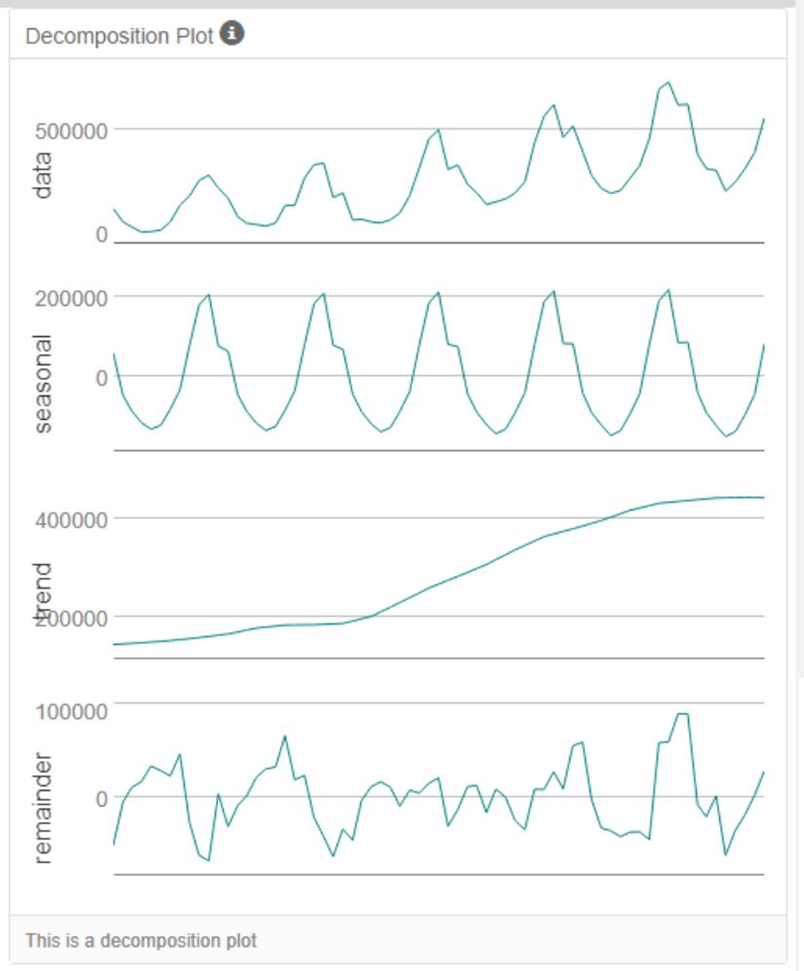 Decomposition Plot
500000
data
0
200000
seasonal
0
400000
trend
200000
100000
remainder
0
This is a decomposition plot